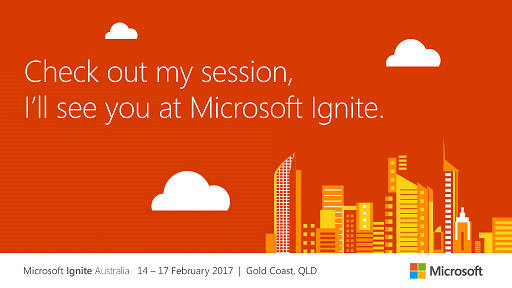 Check out my session,
I'll see you at Microsoft Ignite.
Microsoft Ignite Australia 14 – 17 February 2017 | Gold Coast, QLD
Microsoft